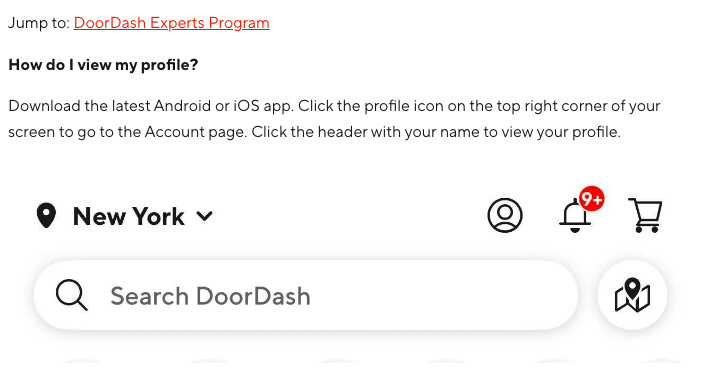 Jump to: DoorDash Experts Program
How do I view my profile?
Download the latest Android or iOS app. Click the profile icon on the top right corner of your
screen to go to the Account page. Click the header with your name to view your profile.
New York
9+
Search DoorDash